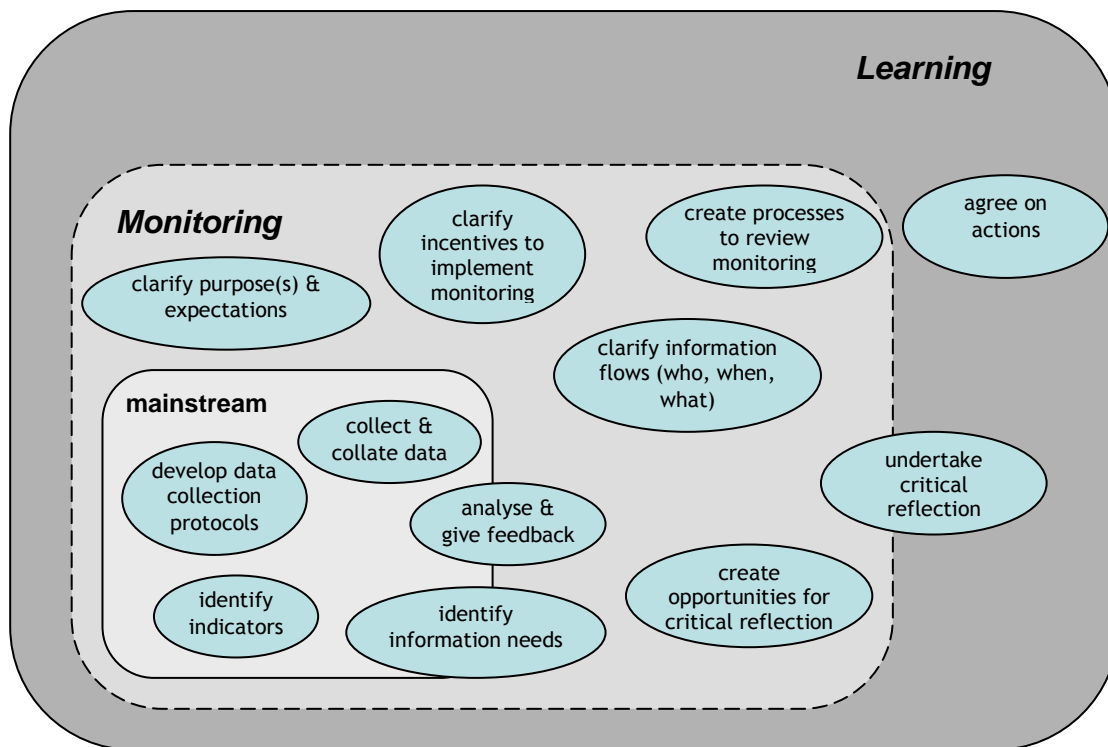 Learning
Monitoring
clarify
incentives to
implement
monitoring
create processes
to review
monitoring
agree on
actions
clarify purpose(s) &
expectations
clarify information
flows (who, when,
what)
mainstream
collect &
collate data
develop data
collection
protocols
analyse &
give feedback
undertake
critical
reflection
identify
indicators
identify
information needs
create
opportunities for
critical reflection